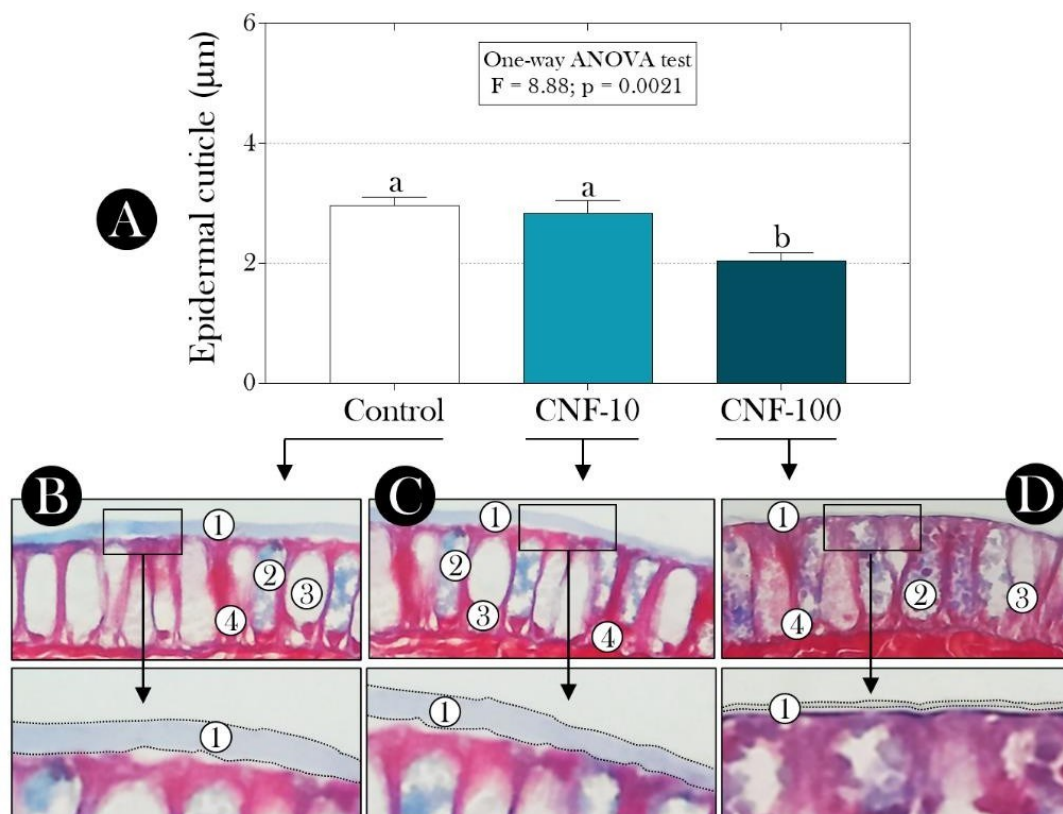 6
One-way ANOVA test
F = 8.88; p = 0.0021
Epidermal cuticle (μm)
4
A
a
a
b
2
0
Control
CNF-10
CNF-100
B
C
D
1
2
3
4
1
2
3
4
1
2
3
4
1
1
1